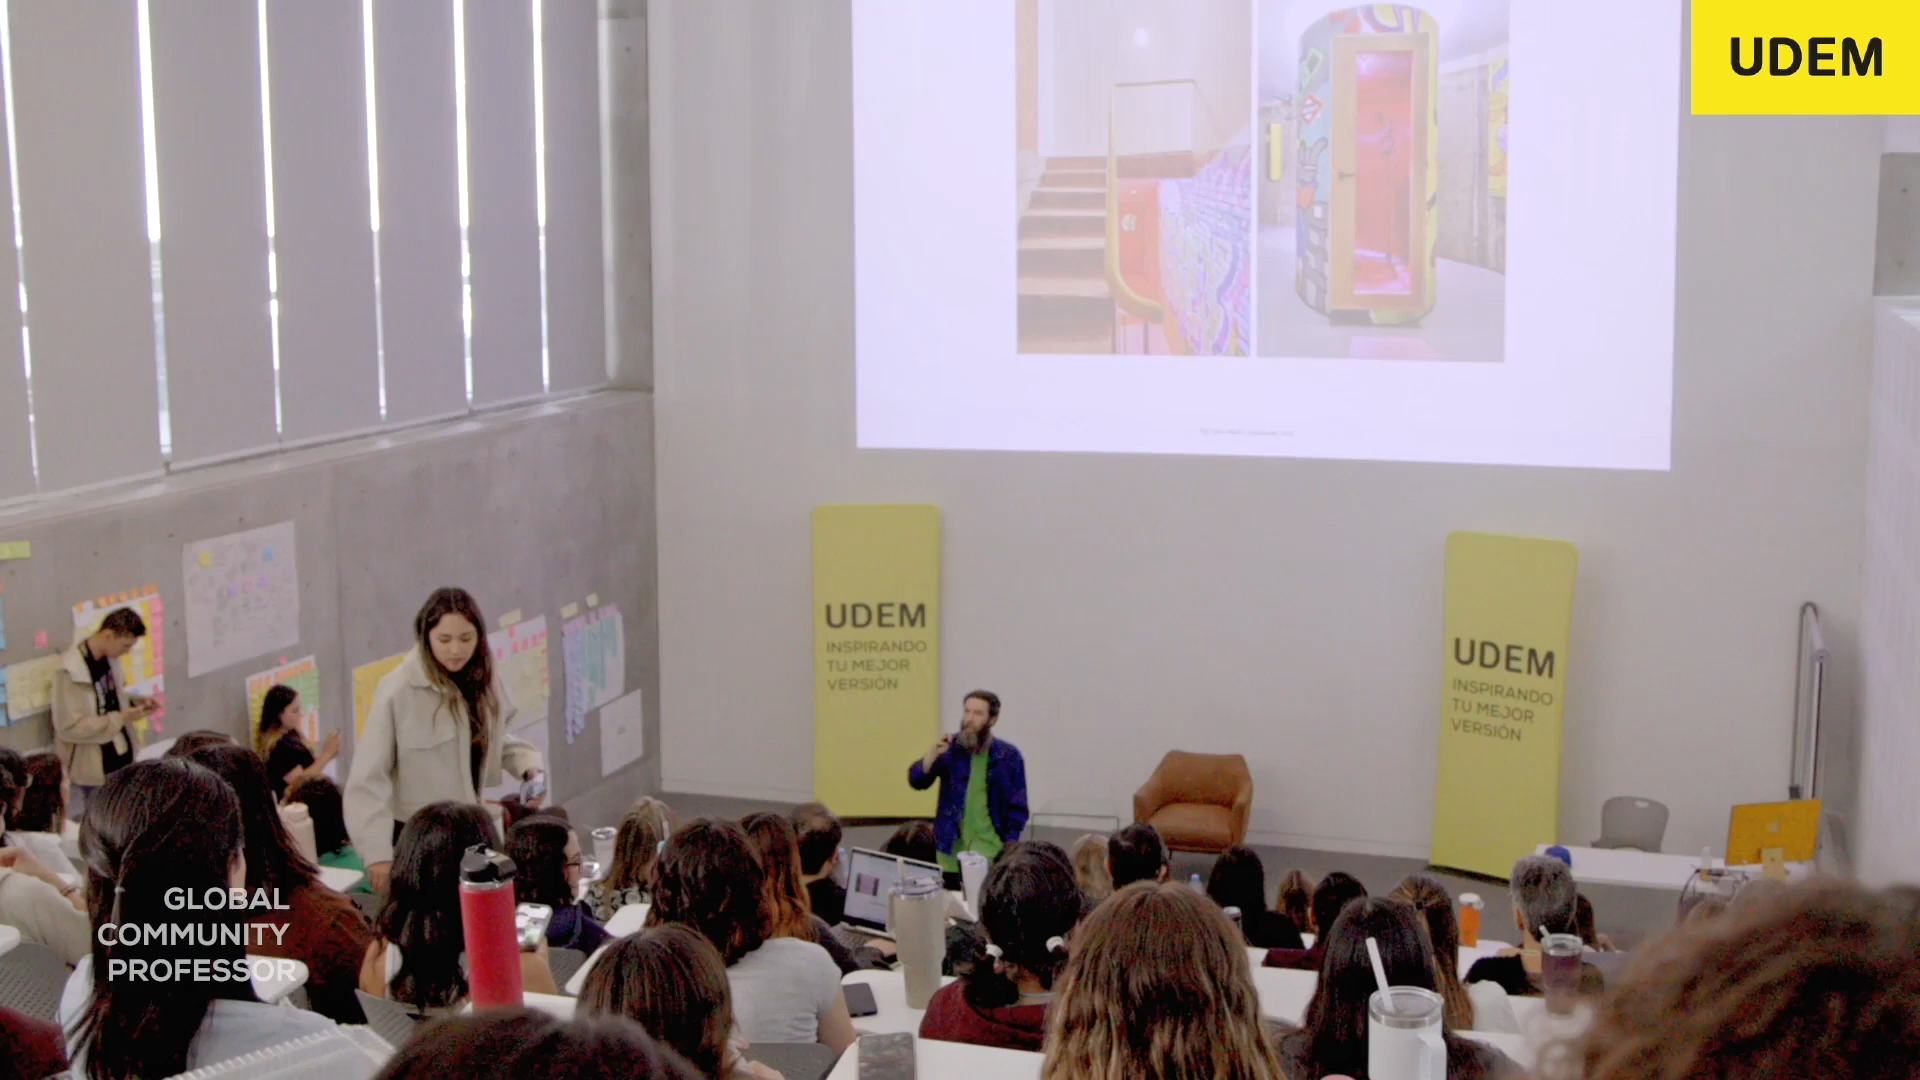 UDEM
UDEM
INSPIRANDO
TU MEJOR
VERSIÓN
UDEM
INSPIRANDO
TU MEJOR
VERSIÓN
GLOBAL
COMMUNITY
PROFESSOR